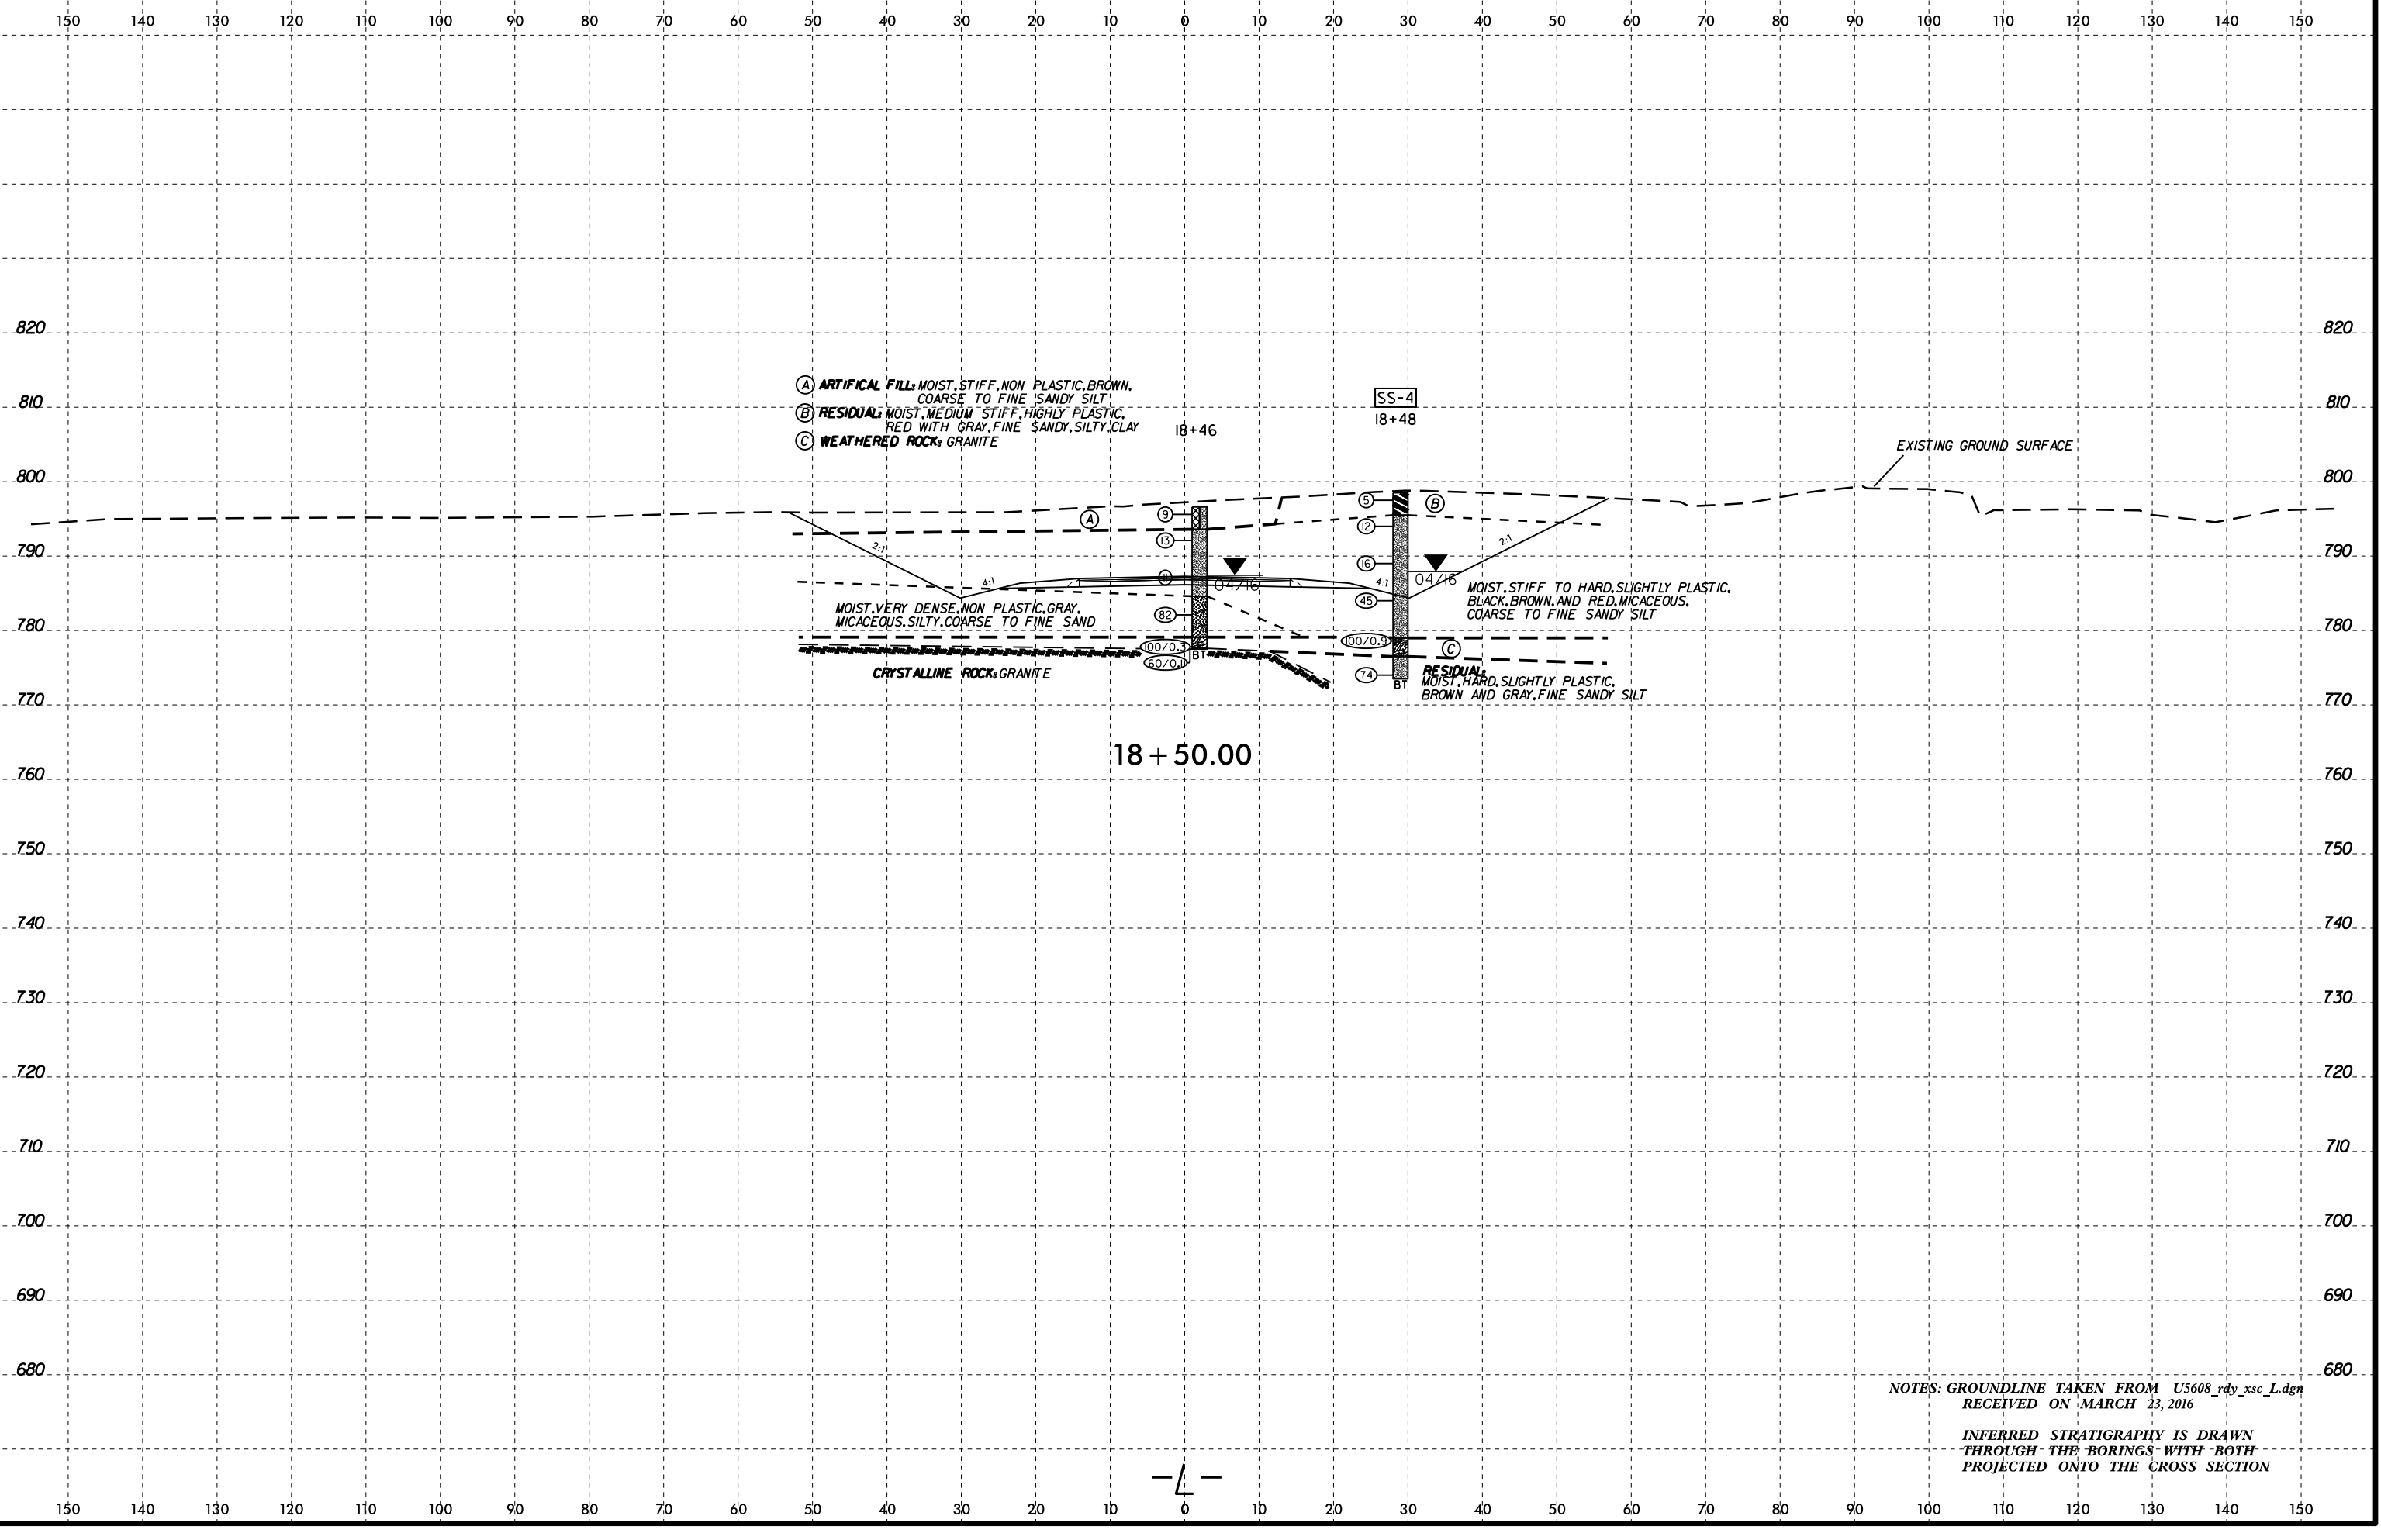 150 140 130 120 110 100 90 80 70 60 50 40 30 20 10 0 10 20 30 40 50 60 70 80 90 100 110 120 130 140 150
820 820
Ⓐ ARTIFICAL FILL: MOIST, STIFF, NON PLASTIC, BROWN,
COARSE TO FINE SANDY SILT
SS-4
810 810
Ⓑ RESIDUAL: MOIST, MEDIUM STIFF, HIGHLY PLASTIC,
RED WITH GRAY, FINE SANDY, SILTY, CLAY
18+46
18+48
Ⓒ WEATHERED ROCK: GRANITE
EXISTING GROUND SURFACE
800 800
5
B
9
A
12
13
2:1
2:1
790 790
16
11
04/16
04/16
4:1
4:1
MOIST, STIFF TO HARD, SLIGHTLY PLASTIC,
BLACK, BROWN, AND RED, MICACEOUS,
COARSE TO FINE SANDY SILT
45
MOIST, VERY DENSE, NON PLASTIC, GRAY,
MICACEOUS, SILTY, COARSE TO FINE SAND
82
780 780
100/0.3
100/0.9
C
BT
60/0.1
CRYSTALLINE ROCK: GRANITE
74
BT
RESIDUAL:
MOIST, HARD, SLIGHTLY PLASTIC,
BROWN AND GRAY, FINE SANDY SILT
770 770
18+50.00
760 760
750 750
740 740
730 730
720 720
710 710
700 700
690 690
680 680
NOTES: GROUNDLINE TAKEN FROM U5608_rdy_xsc_L.dgn
RECEIVED ON MARCH 23, 2016
INFERRED STRATIGRAPHY IS DRAWN
THROUGH THE BORINGS WITH BOTH
PROJECTED ONTO THE CROSS SECTION
-L-
150 140 130 120 110 100 90 80 70 60 50 40 30 20 10 0 10 20 30 40 50 60 70 80 90 100 110 120 130 140 150